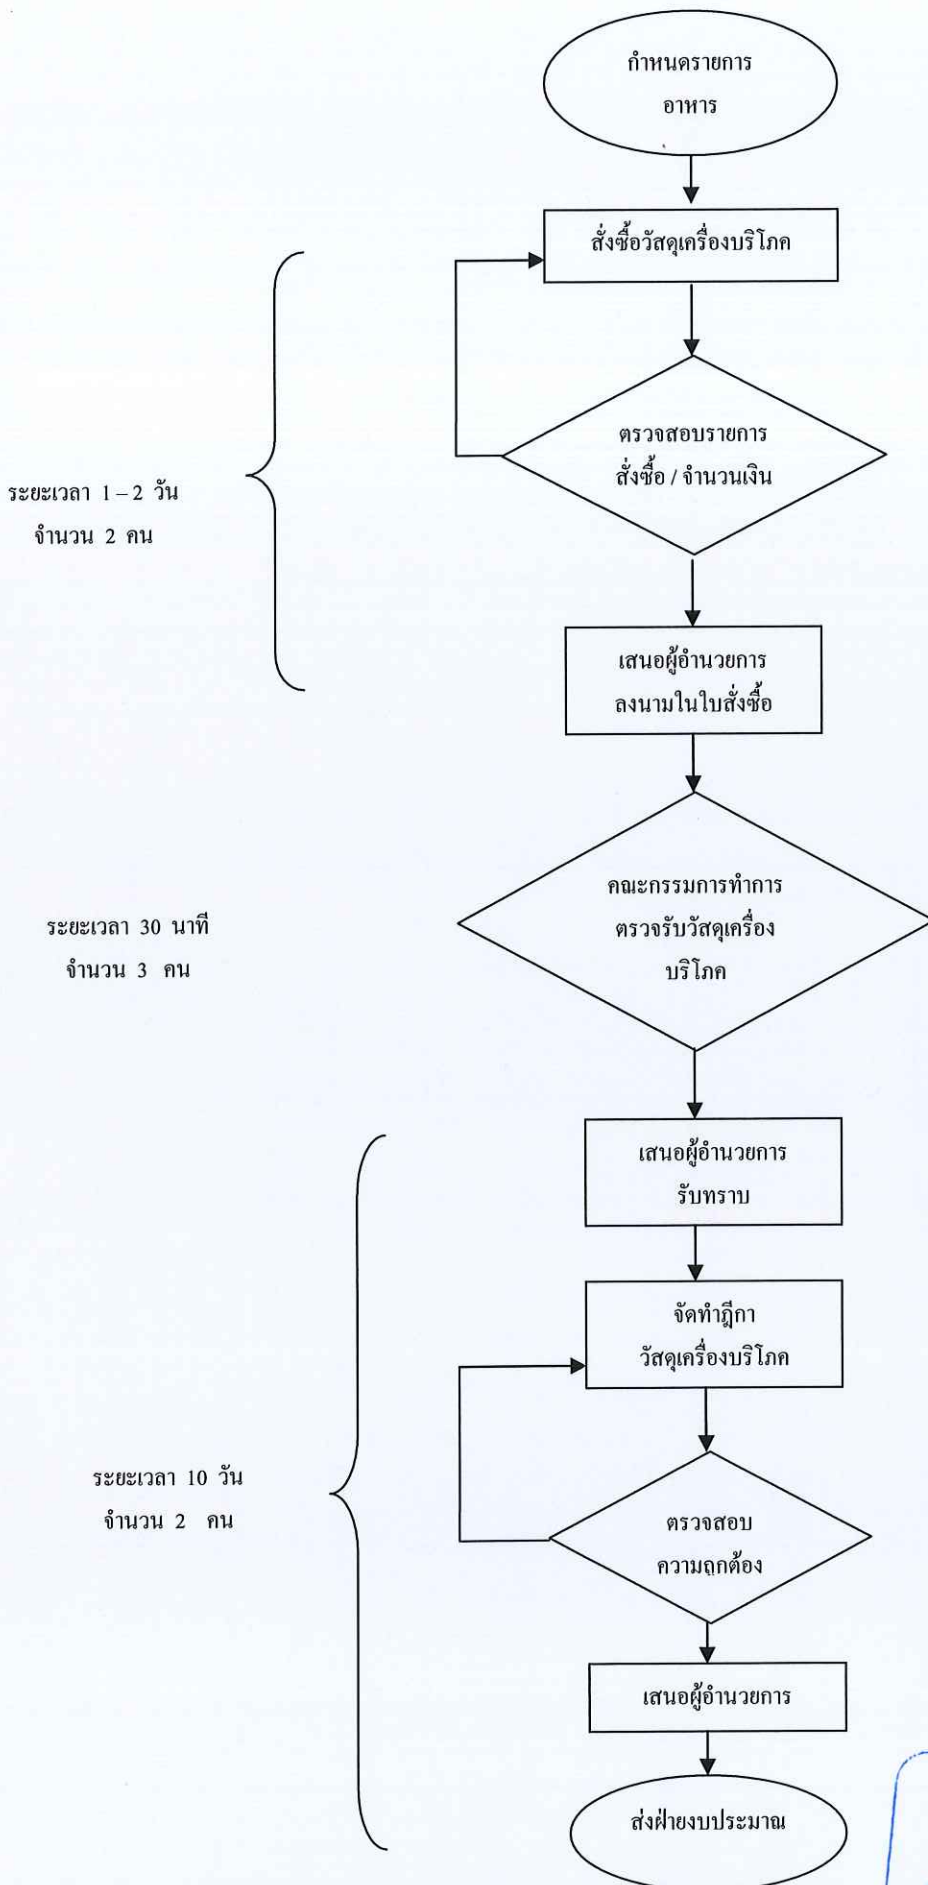 กำหนดรายการ
อาหาร
สั่งซื้อวัสดุเครื่องบริโภค
ตรวจสอบรายการ
สั่งซื้อ / จำนวนเงิน
ระยะเวลา 1 – 2 วัน
จำนวน 2 คน
เสนอผู้อำนวยการ
ลงนามในใบสั่งซื้อ
คณะกรรมการทำการ
ตรวจรับวัสดุเครื่อง
บริโภค
ระยะเวลา 30 นาที
จำนวน 3 คน
เสนอผู้อำนวยการ
รับทราบ
จัดทำฎีกา
วัสดุเครื่องบริโภค
ระยะเวลา 10 วัน
จำนวน 2 คน
ตรวจสอบ
ความถูกต้อง
เสนอผู้อำนวยการ
ส่งฝ่ายงบประมาณ